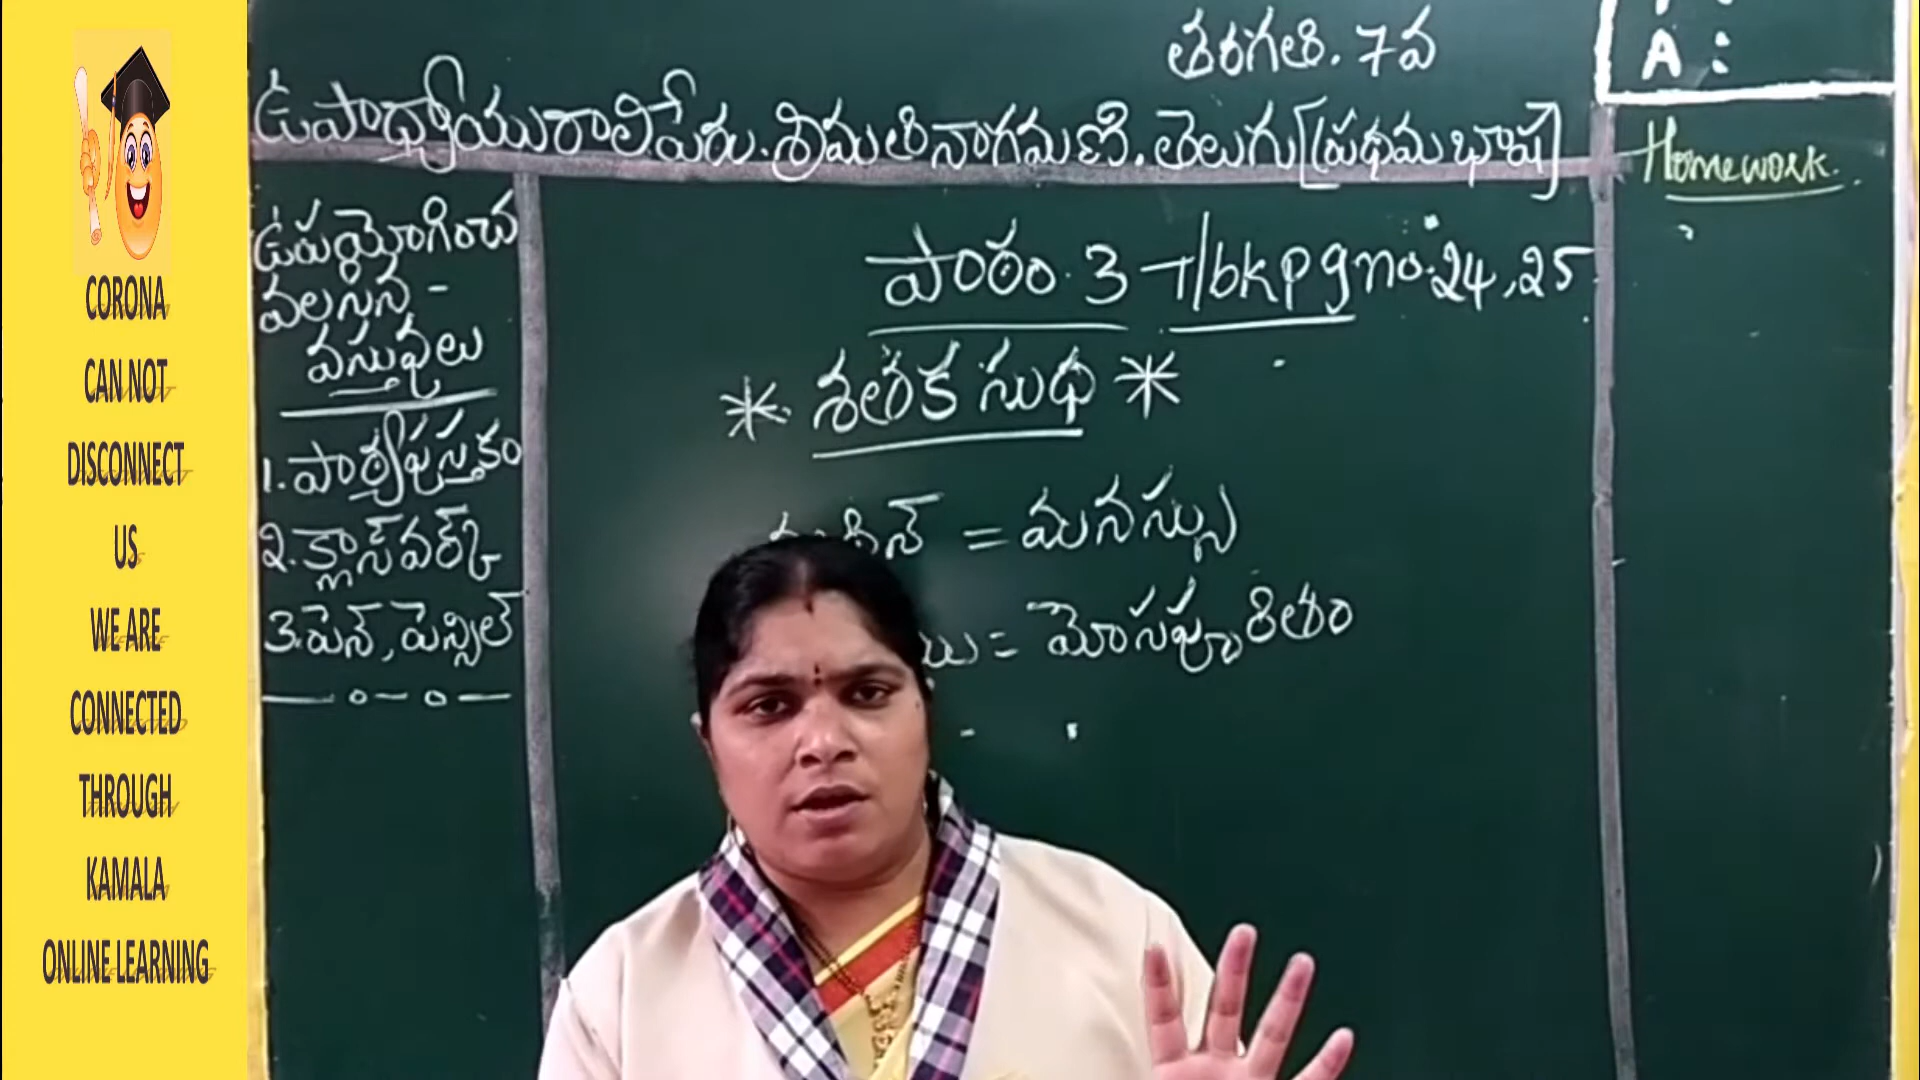 CORONA
CAN NOT
DISCONNECT
US
WE ARE
CONNECTED
THROUGH
KAMALA
ONLINE LEARNING
తరగతి. 7వ
A :
ఉపాధ్యాయురాలిపేరు. శ్రీమతి నాగమణి. తెలుగు [ప్రథమ భాష]
Homework.
ఉపయోగించ
వలసిన -
వస్తువులు
1. పాఠ్యపుస్తకం
2. క్లాస్ వర్క్
3. పెన్, పెన్సిల్
పాఠం. 3 T/bk pg no. 24, 25
* శతక సుధ *
= మనస్సు
= మోసపూరితం